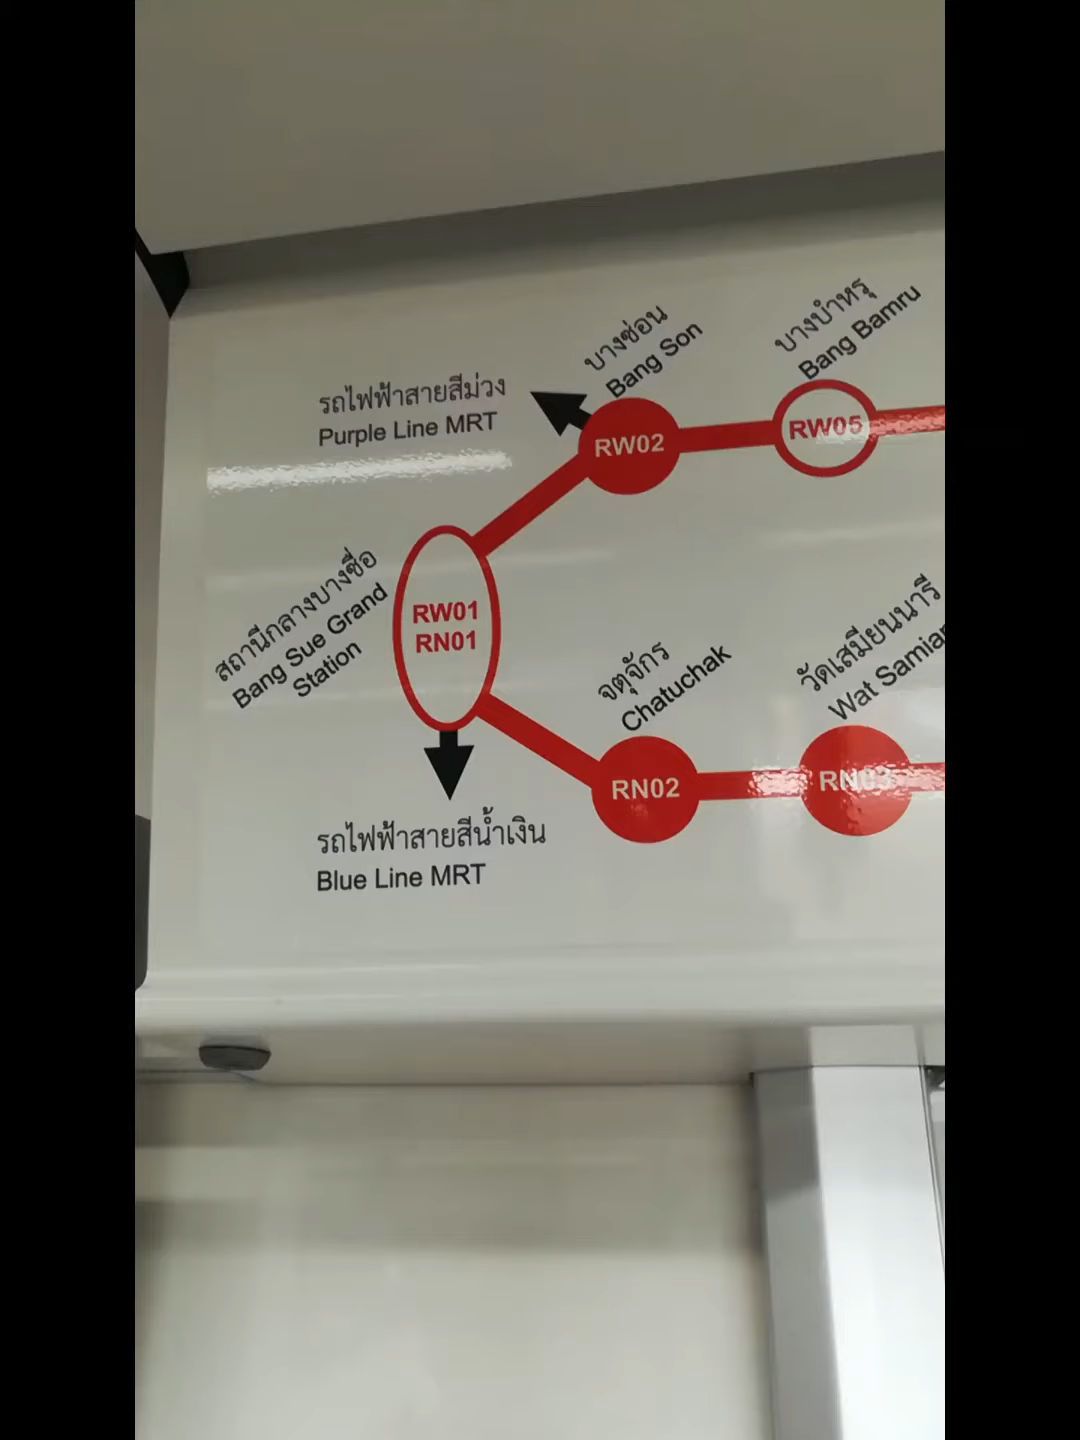 บางซ่อน
Bang Son
บางบำหรุ
Bang Bamru
รถไฟฟ้าสายสีม่วง
Purple Line MRT
RW02
RW05
สถานีกลางบางซื่อ
Bang Sue Grand
Station
RW01
RN01
จตุจักร
Chatuchak
วัดเสมียนนารี
Wat Samian
RN02
RN03
รถไฟฟ้าสายสีน้ำเงิน
Blue Line MRT